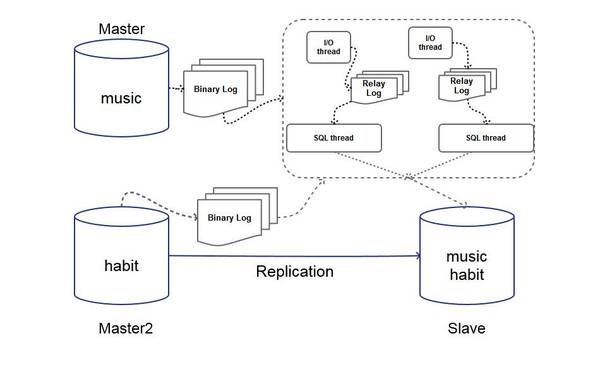 Master
music
Binary Log
I/O
thread
Relay
Log
SQL thread
I/O
thread
Relay
Log
SQL thread
habit
Binary Log
Replication
music
habit
Master2
Slave